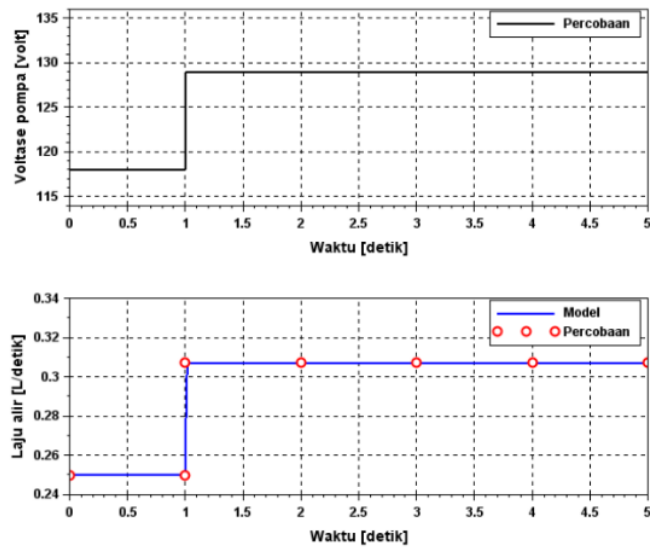 135
130
125
120
115
Voltase pompa [volt]
Percobaan
0 0.5 1 1.5 2 2.5 3 3.5 4 4.5 5
Waktu [detik]
0.34
0.32
0.3
0.28
0.26
0.24
Laju alir [L/detik]
Model
Percobaan
0 0.5 1 1.5 2 2.5 3 3.5 4 4.5 5
Waktu [detik]